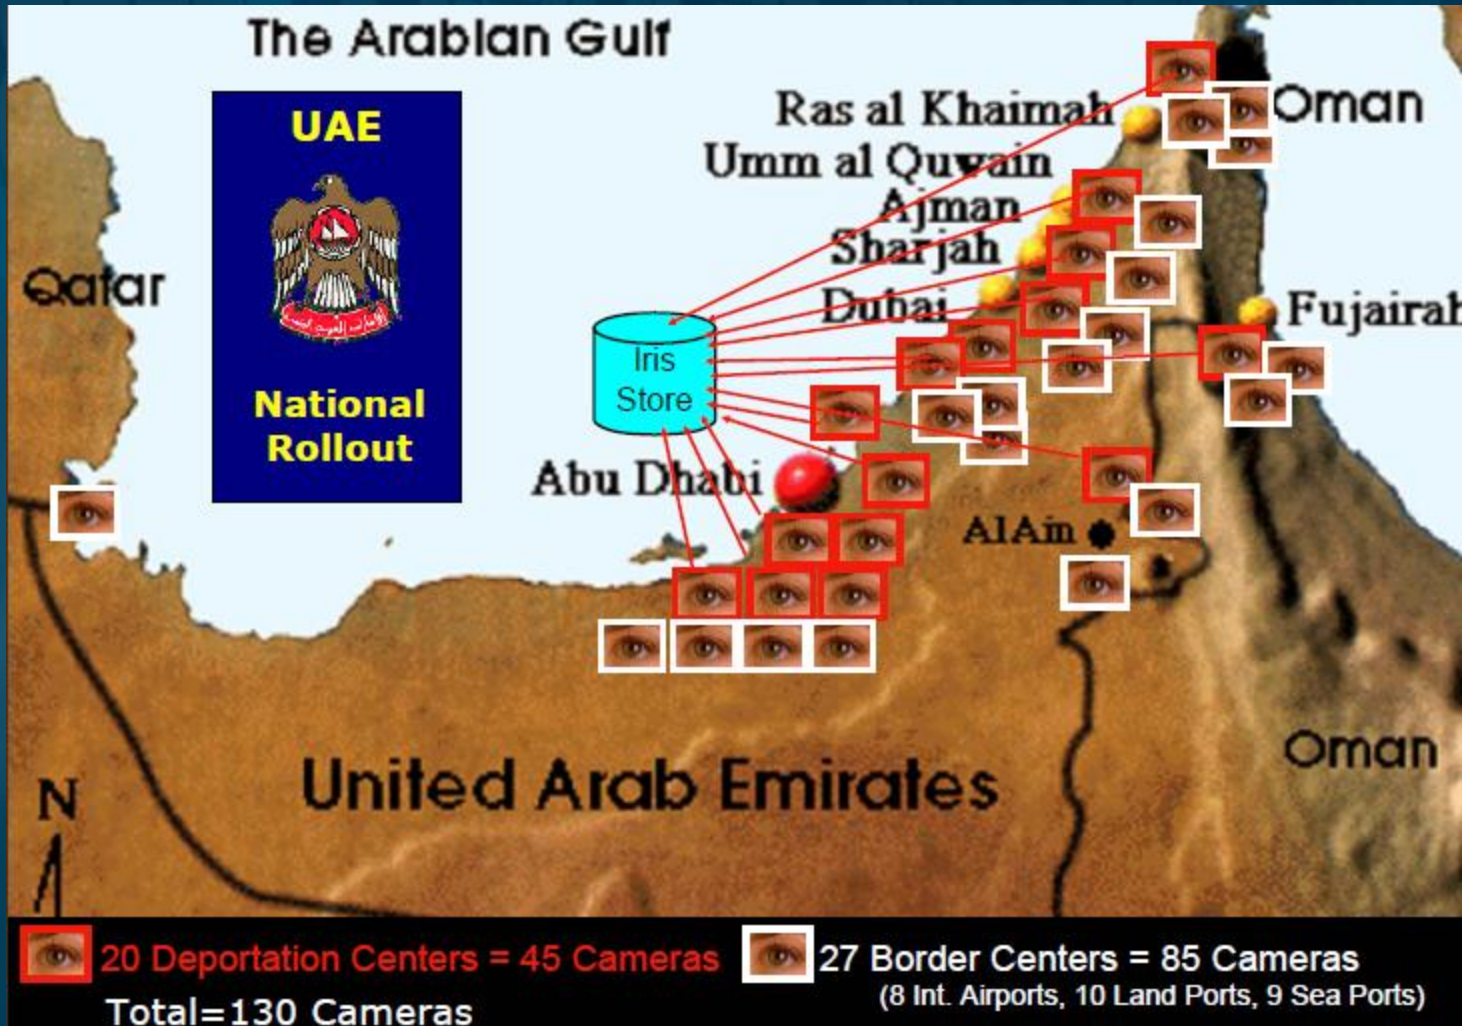 The Arabian Gulf
UAE
National
Rollout
Qatar
Ras al Khaimah
Oman
Umm al Quwain
Ajman
Sharjah
Dubai
Fujairah
Iris
Store
Abu Dhabi
Al Ain
Oman
United Arab Emirates
N
20 Deportation Centers = 45 Cameras
27 Border Centers = 85 Cameras
(8 Int. Airports, 10 Land Ports, 9 Sea Ports)
Total=130 Cameras